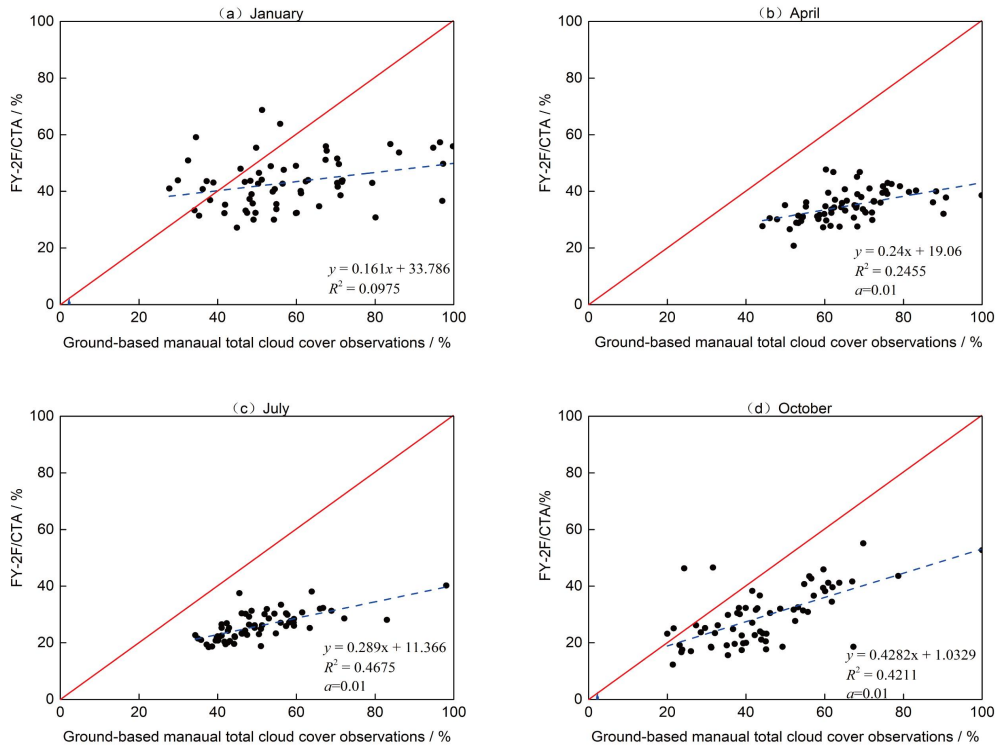 （a）January
FY-2F/CTA / %
100
80
60
40
20
0
y = 0.161x + 33.786
R² = 0.0975
0 20 40 60 80 100
Ground-based manaual total cloud cover observations / %
（b）April
FY-2F/CTA / %
100
80
60
40
20
0
y = 0.24x + 19.06
R² = 0.2455
a=0.01
0 20 40 60 80 100
Ground-based manaual total cloud cover observations / %
（c）July
FY-2F/CTA / %
100
80
60
40
20
0
y = 0.289x + 11.366
R² = 0.4675
a=0.01
0 20 40 60 80 100
Ground-based manaual total cloud cover observations / %
（d）October
FY-2F/CTA/%
100
80
60
40
20
0
y = 0.4282x + 1.0329
R² = 0.4211
a=0.01
0 20 40 60 80 100
Ground-based manaual total cloud cover observations / %